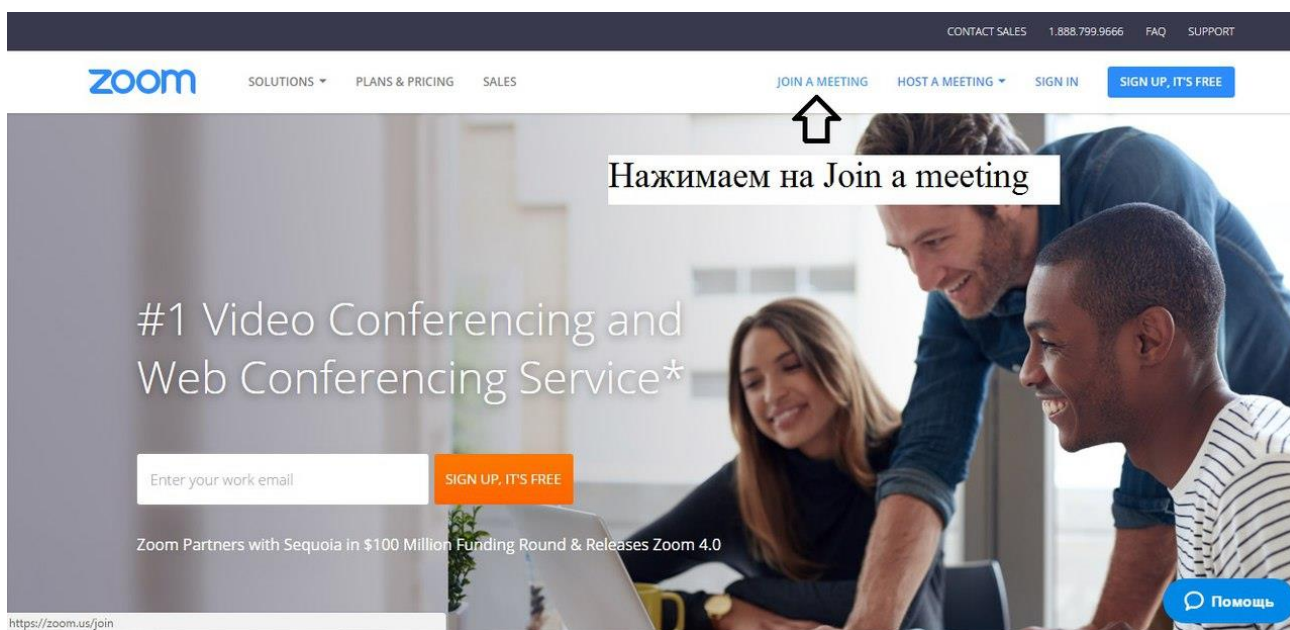 CONTACT SALES 1.888.799.9666 FAQ SUPPORT
zoom SOLUTIONS PLANS & PRICING SALES JOIN A MEETING HOST A MEETING SIGN IN SIGN UP, IT'S FREE
Нажимаем на Join a meeting
#1 Video Conferencing and
Web Conferencing Service*
Enter your work email SIGN UP, IT'S FREE
Zoom Partners with Sequoia in $100 Million Funding Round & Releases Zoom 4.0
Помощь
https://zoom.us/join